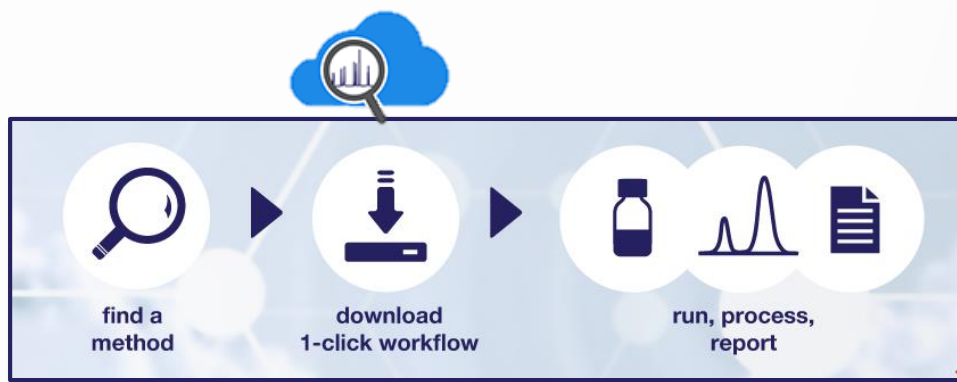 find a
method
download
1-click workflow
run, process,
report